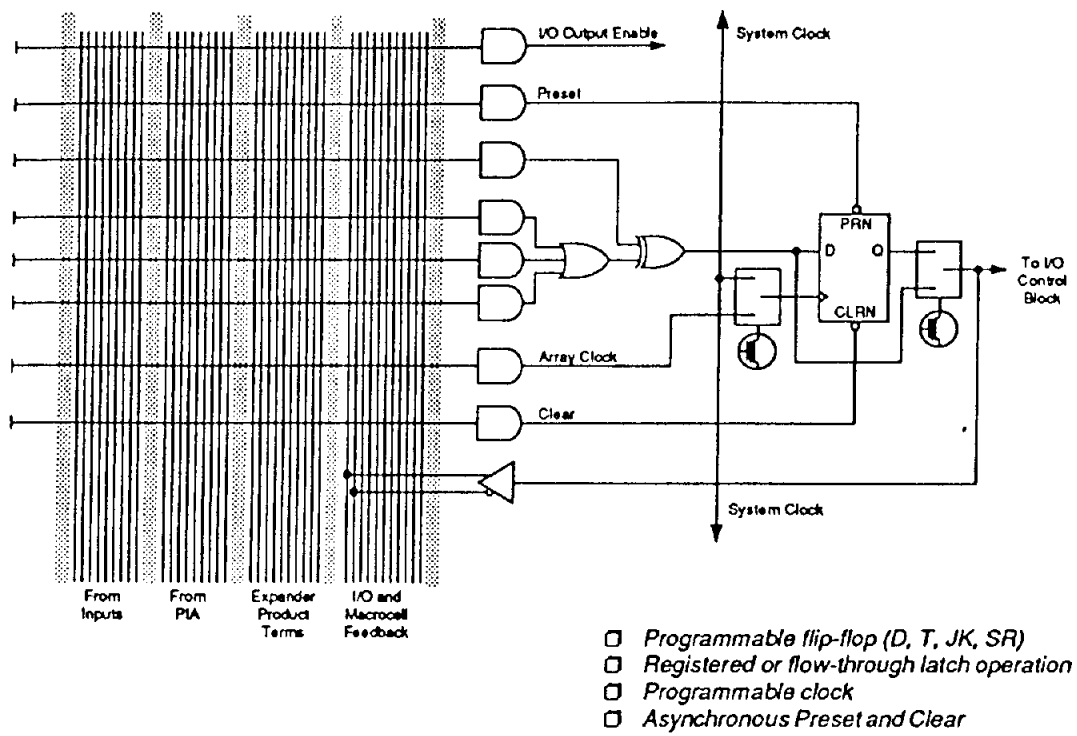 I/O Output Enable
System Clock
Preset
PRN
D Q
CLRN
To I/O
Control
Block
Array Clock
Clear
System Clock
From
Inputs
From
PIA
Expander
Product
Terms
I/O and
Macrocell
Feedback
Programmable flip-flop (D, T, JK, SR)
Registered or flow-through latch operation
Programmable clock
Asynchronous Preset and Clear